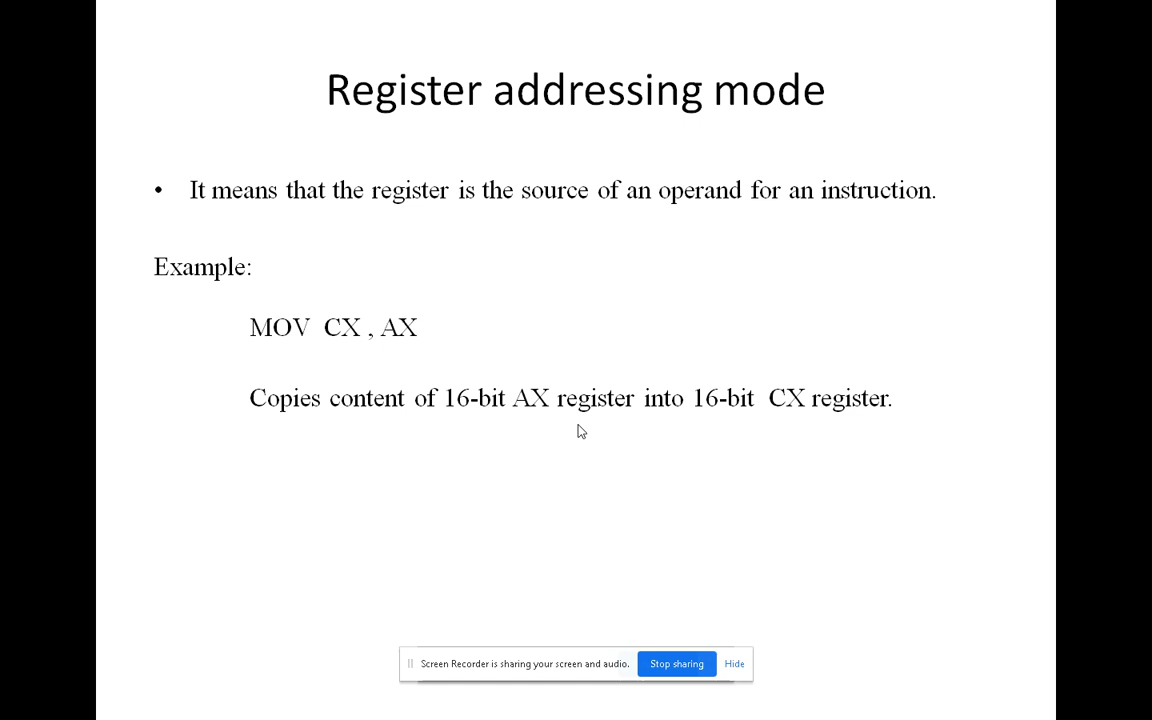 Register addressing mode
• It means that the register is the source of an operand for an instruction.
Example:
MOV CX , AX
Copies content of 16-bit AX register into 16-bit CX register.
Screen Recorder is sharing your screen and audio. Stop sharing Hide